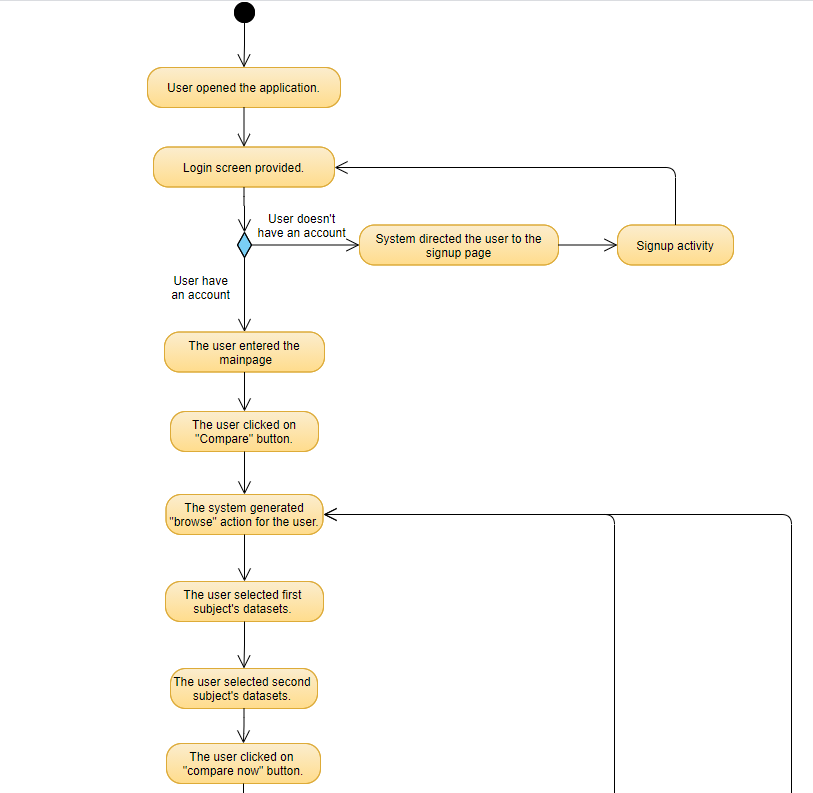 User opened the application.
Login screen provided.
User doesn't
have an account
System directed the user to the
signup page
Signup activity
User have
an account
The user entered the
mainpage
The user clicked on
"Compare" button.
The system generated
"browse" action for the user.
The user selected first
subject's datasets.
The user selected second
subject's datasets.
The user clicked on
"compare now" button.